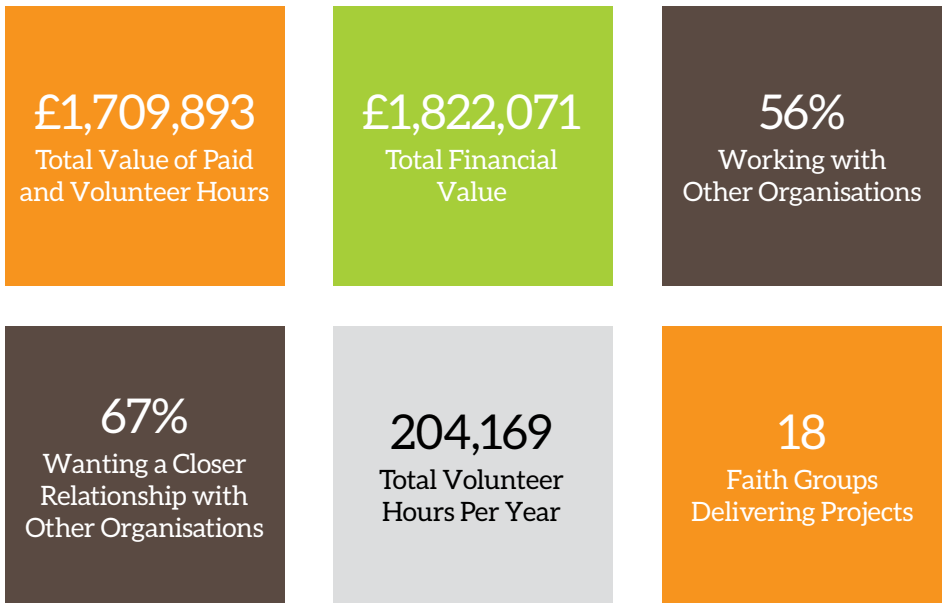 £1,709,893
Total Value of Paid
and Volunteer Hours
£1,822,071
Total Financial
Value
56%
Working with
Other Organisations
67%
Wanting a Closer
Relationship with
Other Organisations
204,169
Total Volunteer
Hours Per Year
18
Faith Groups
Delivering Projects